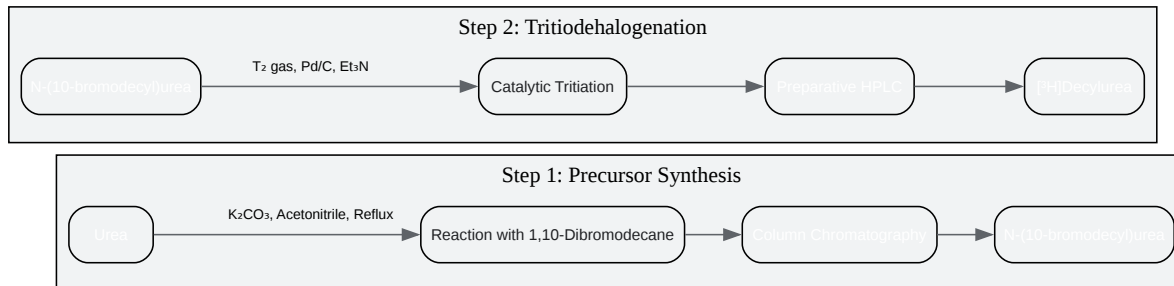 Step 2: Tritiodehalogenation
T₂ gas, Pd/C, Et₃N
N-(10-bromodecyl)urea
Catalytic Tritiation
Preparative HPLC
[³H]Decylurea
Step 1: Precursor Synthesis
K₂CO₃, Acetonitrile, Reflux
Urea
Reaction with 1,10-Dibromodecane
Column Chromatography
N-(10-bromodecyl)urea